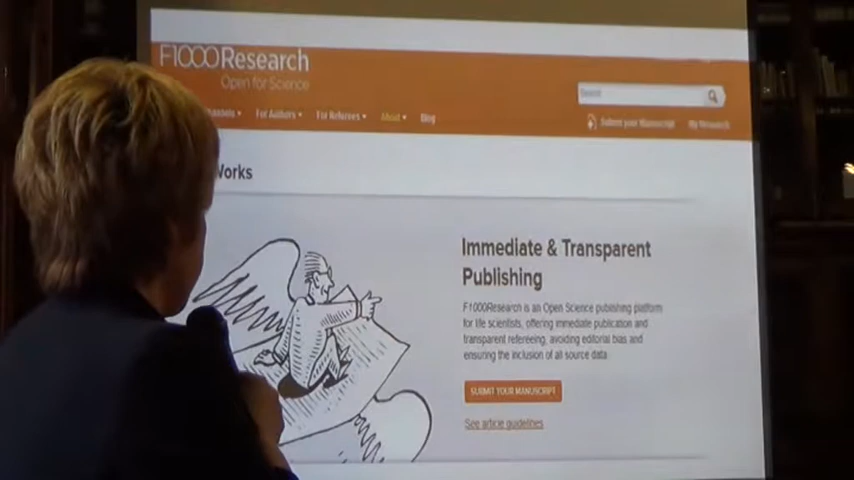 F1000Research
Open for Science
Search
For Authors
For Referees
About
Blog
Submit your Manuscript
My Research
Works
Immediate & Transparent
Publishing
F1000Research is an Open Science publishing platform
for life scientists, offering immediate publication and
transparent refereeing, avoiding editorial bias and
ensuring the inclusion of all source data.
SUBMIT YOUR MANUSCRIPT
See article guidelines